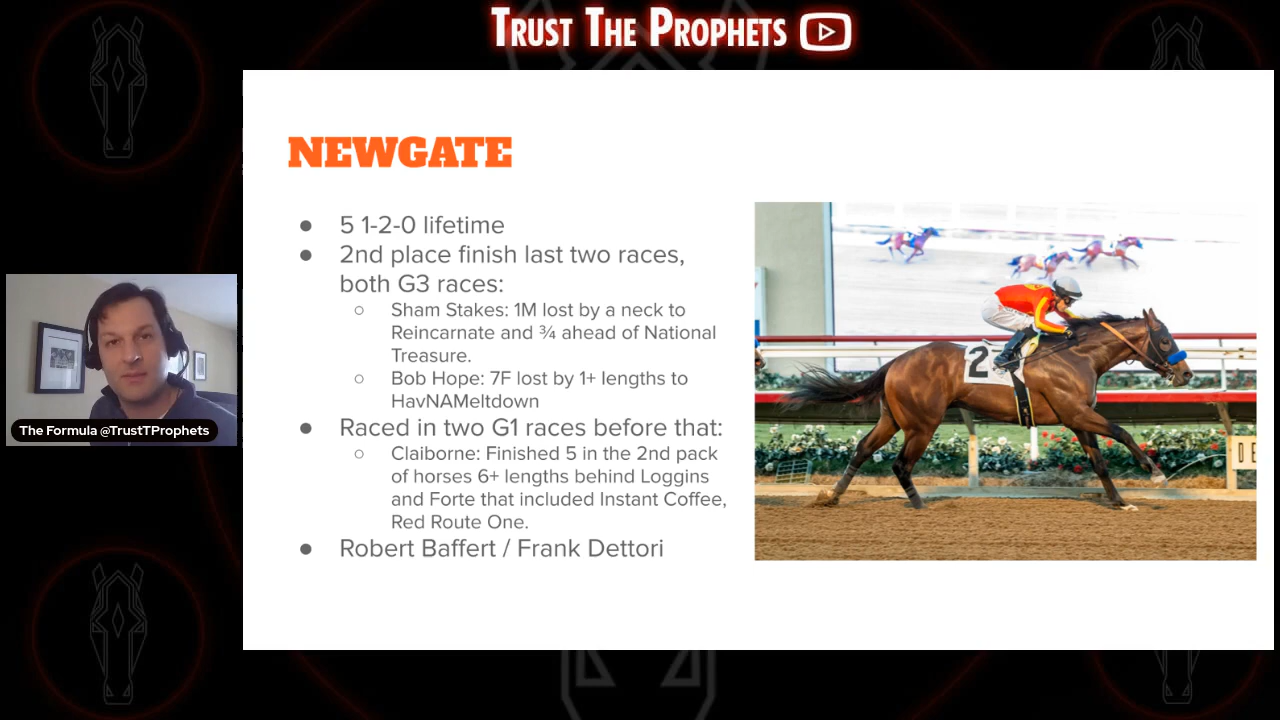 TRUST THE PROPHETS
NEWGATE
● 5 1-2-0 lifetime
● 2nd place finish last two races,
both G3 races:
○ Sham Stakes: 1M lost by a neck to
Reincarnate and ¾ ahead of National
Treasure.
○ Bob Hope: 7F lost by 1+ lengths to
HavNAMeltdown
● Raced in two G1 races before that:
○ Claiborne: Finished 5 in the 2nd pack
of horses 6+ lengths behind Loggins
and Forte that included Instant Coffee,
Red Route One.
● Robert Baffert / Frank Dettori
2
The Formula @TrustTProphets